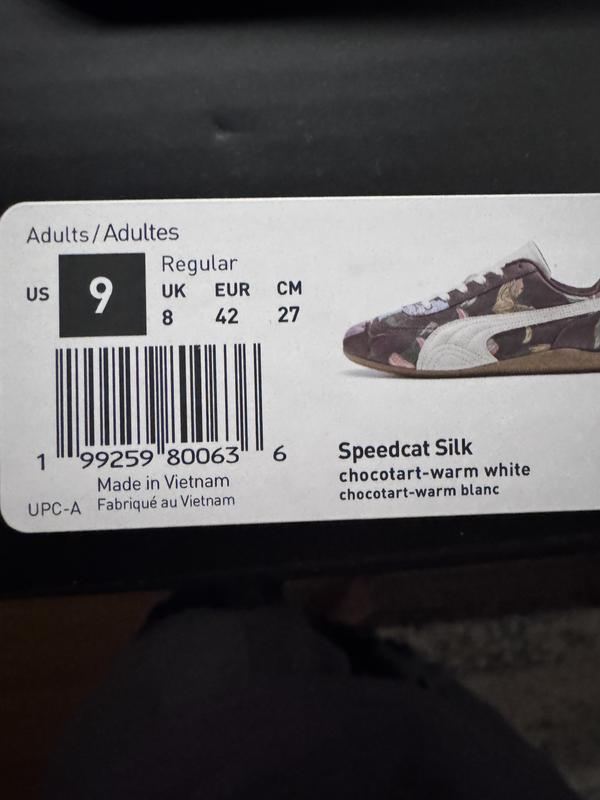 Adults/Adultes
US 9 Regular
UK EUR CM
8 42 27
1 99259 80063 6
UPC-A
Made in Vietnam
Fabriqué au Vietnam
Speedcat Silk
chocotart-warm white
chocotart-warm blanc